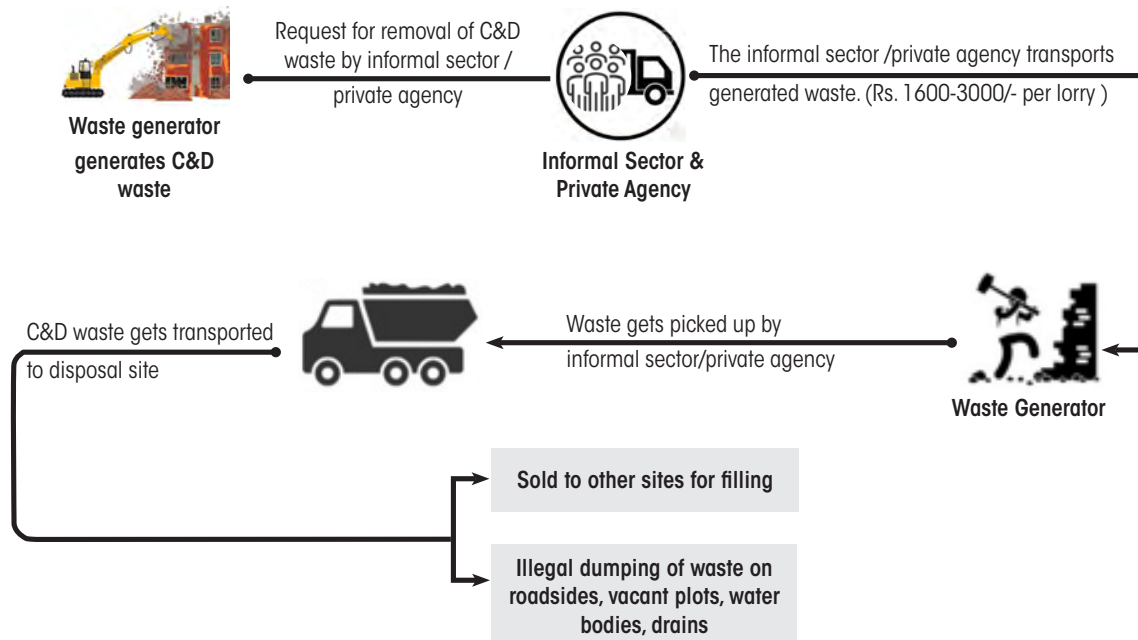 Request for removal of C&D
waste by informal sector /
private agency
The informal sector /private agency transports
generated waste. (Rs. 1600-3000/- per lorry )
Waste generator
generates C&D
waste
Informal Sector &
Private Agency
C&D waste gets transported
to disposal site
Waste gets picked up by
informal sector/private agency
Waste Generator
Sold to other sites for filling
Illegal dumping of waste on
roadsides, vacant plots, water
bodies, drains